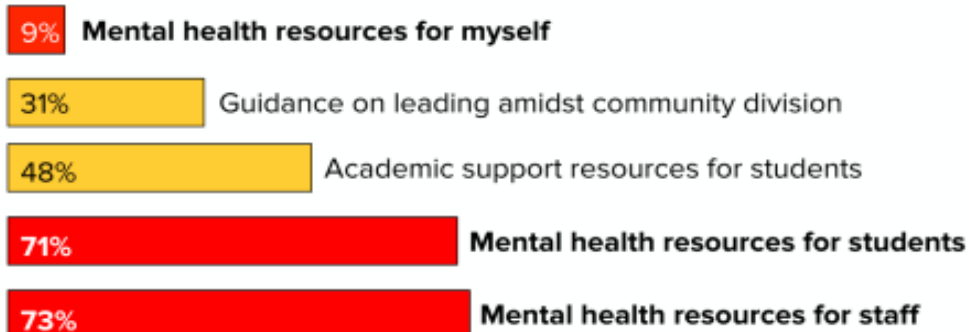 9% Mental health resources for myself
31% Guidance on leading amidst community division
48% Academic support resources for students
71% Mental health resources for students
73% Mental health resources for staff